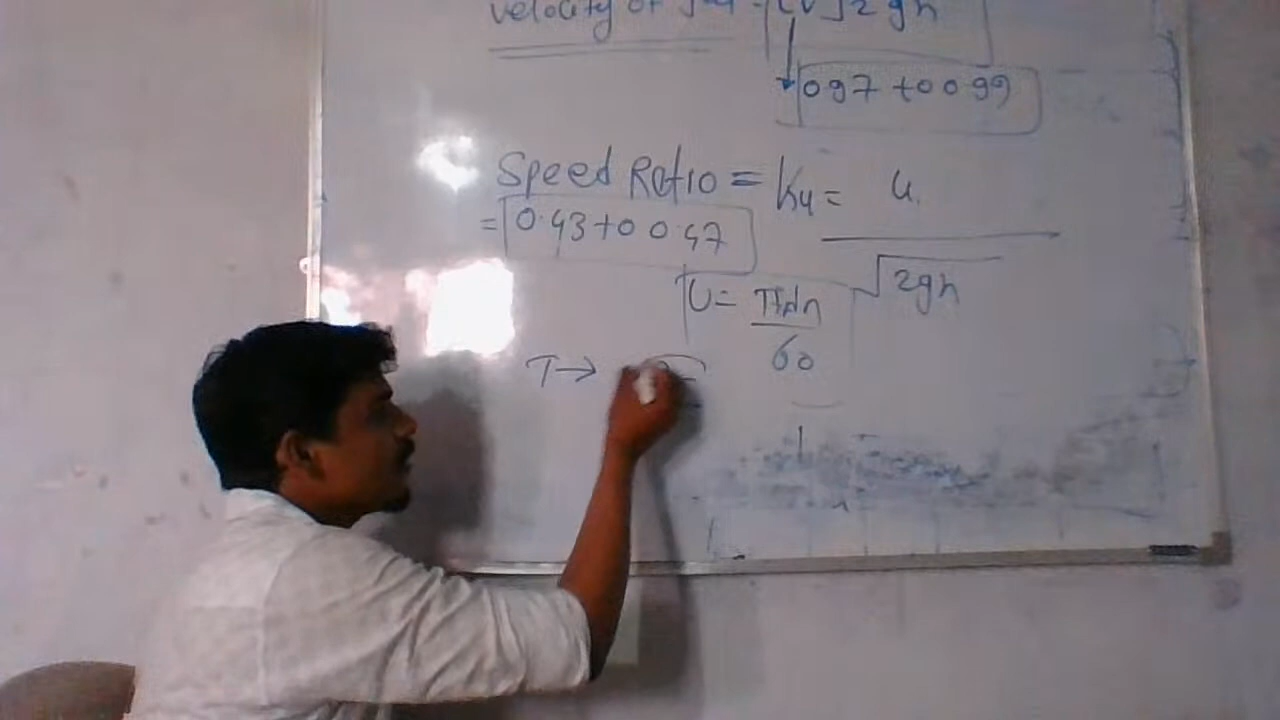 velocity of Jet = CV √2gh
0.97 to 0.99
Speed Ratio = Ku = u / √2gh
= 0.43 to 0.47
U = πdn / 60
T →